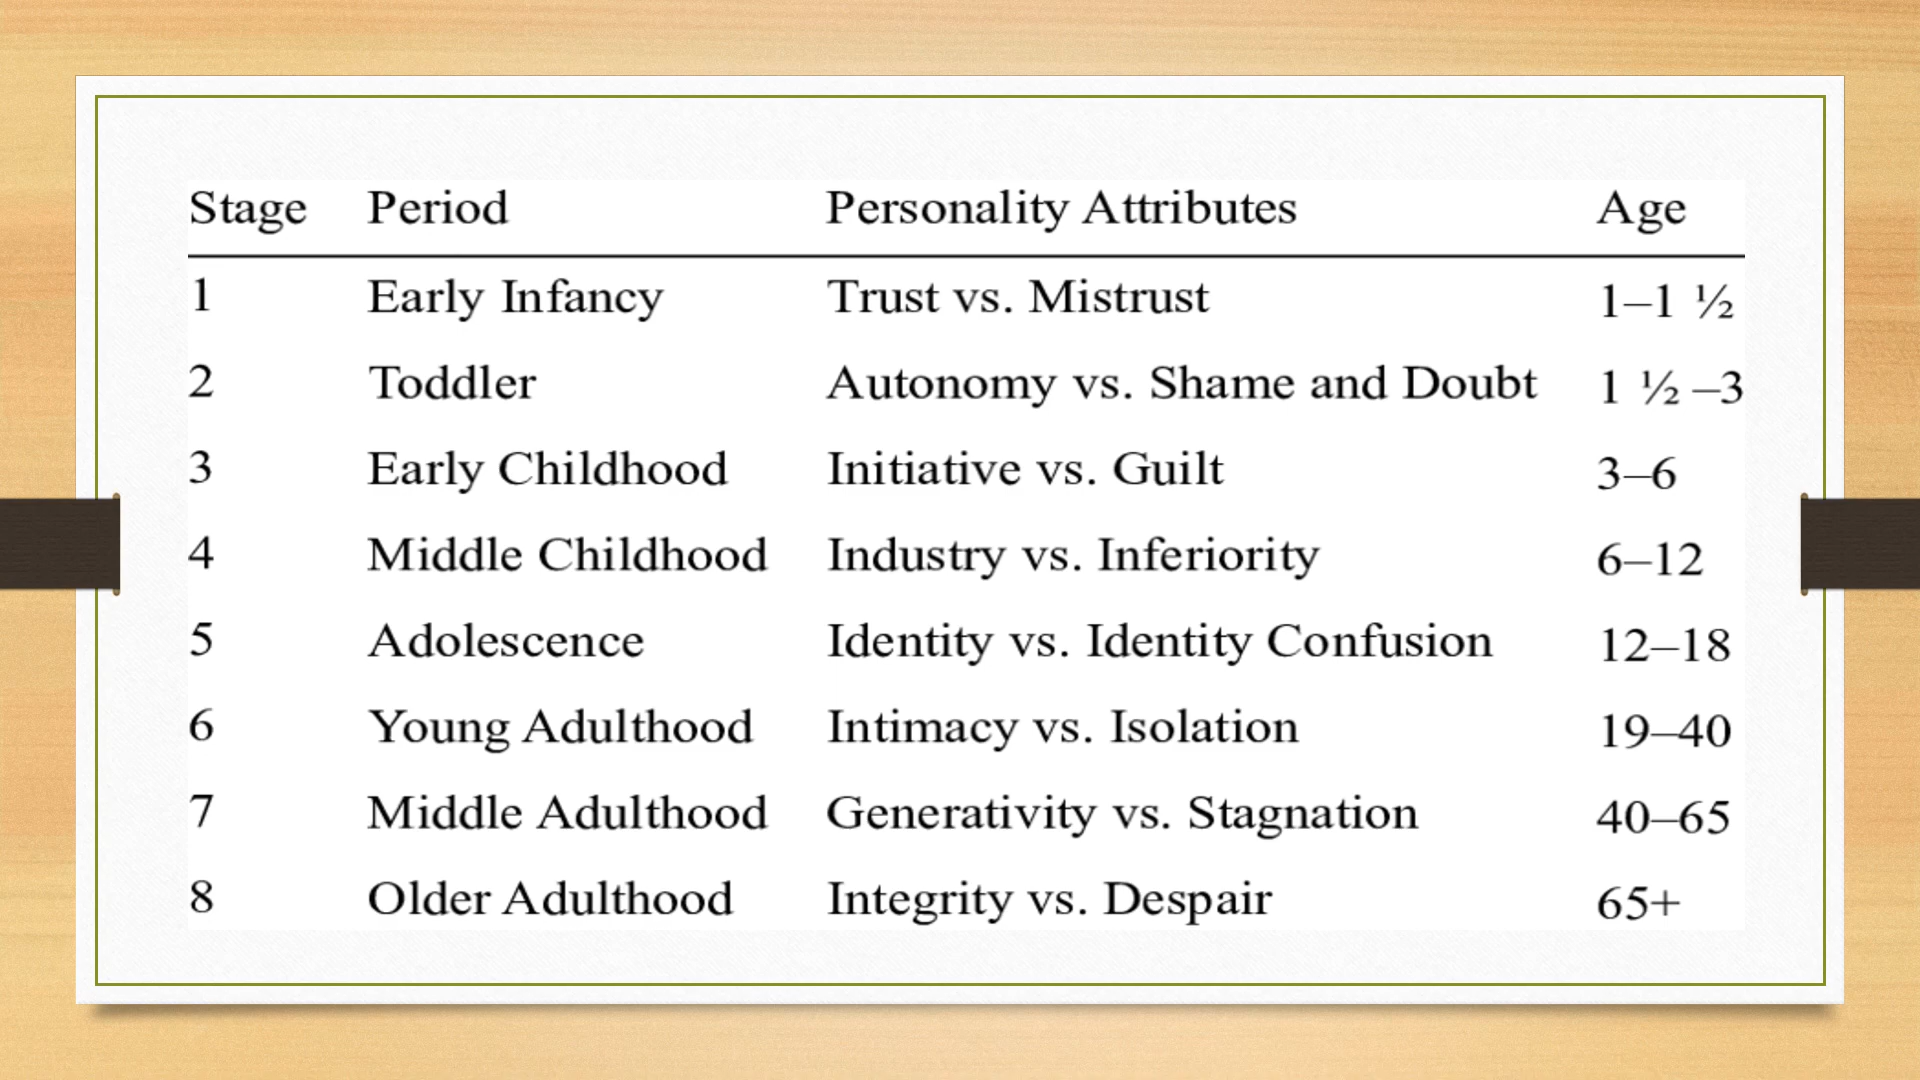 Stage Period Personality Attributes Age
1 Early Infancy Trust vs. Mistrust 1–1 ½
2 Toddler Autonomy vs. Shame and Doubt 1 ½ –3
3 Early Childhood Initiative vs. Guilt 3–6
4 Middle Childhood Industry vs. Inferiority 6–12
5 Adolescence Identity vs. Identity Confusion 12–18
6 Young Adulthood Intimacy vs. Isolation 19–40
7 Middle Adulthood Generativity vs. Stagnation 40–65
8 Older Adulthood Integrity vs. Despair 65+